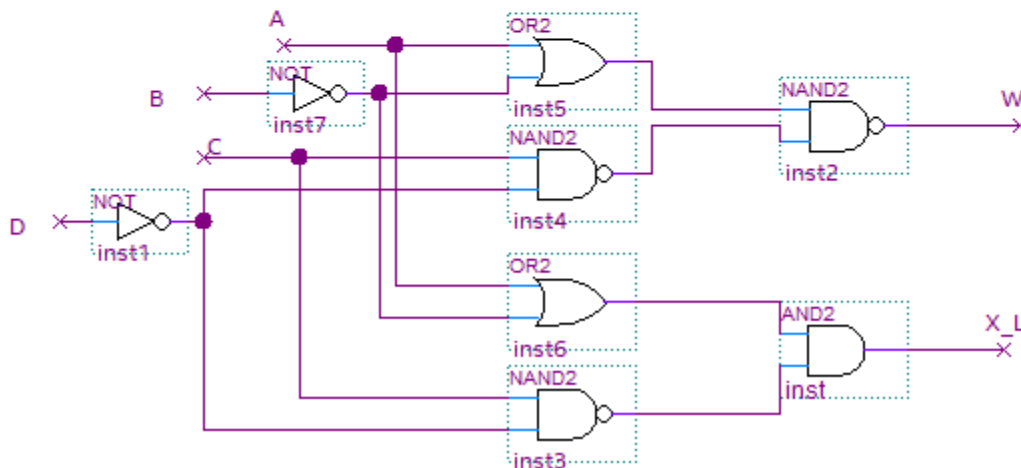 A
OR2
NOT
B
inst7
inst5
NAND2
W
C
NAND2
inst2
NOT
D
inst1
inst4
OR2
AND2
X_L
inst6
NAND2
inst
inst3